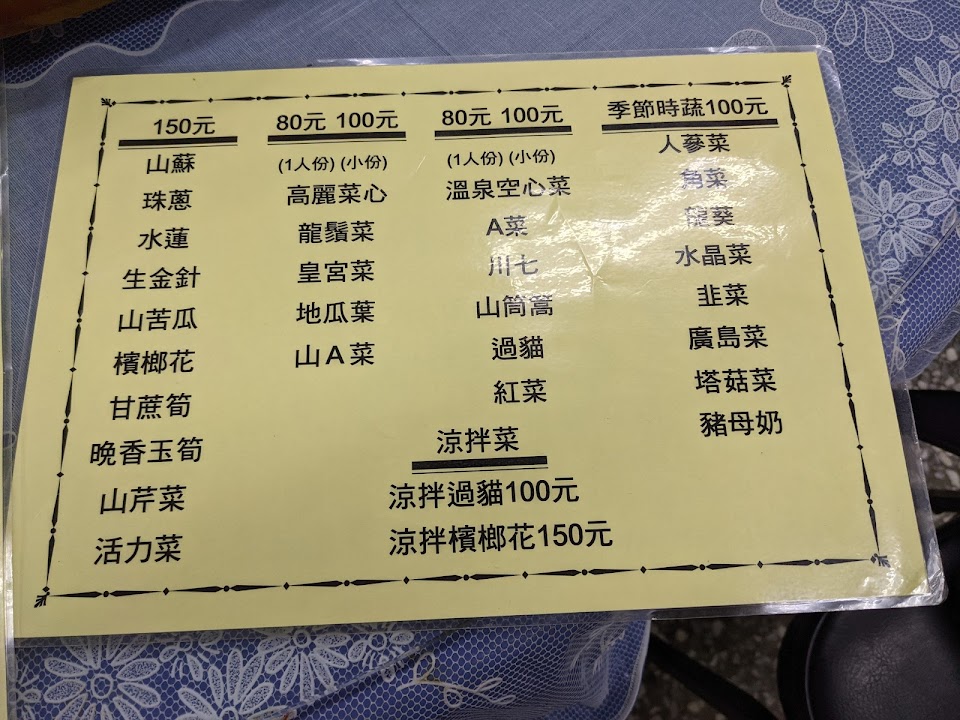 150元
山蘇
珠蔥
水蓮
生金針
山苦瓜
檳榔花
甘蔗筍
晚香玉筍
山芹菜
活力菜
80元 100元
(1人份) (小份)
高麗菜心
龍鬚菜
皇宮菜
地瓜葉
山A菜
80元 100元
(1人份) (小份)
溫泉空心菜
A菜
川七
山筒蒿
過貓
紅菜
涼拌菜
涼拌過貓100元
涼拌檳榔花150元
季節時蔬100元
人蔘菜
角菜
龍葵
水晶菜
韭菜
廣島菜
塔菇菜
豬母奶